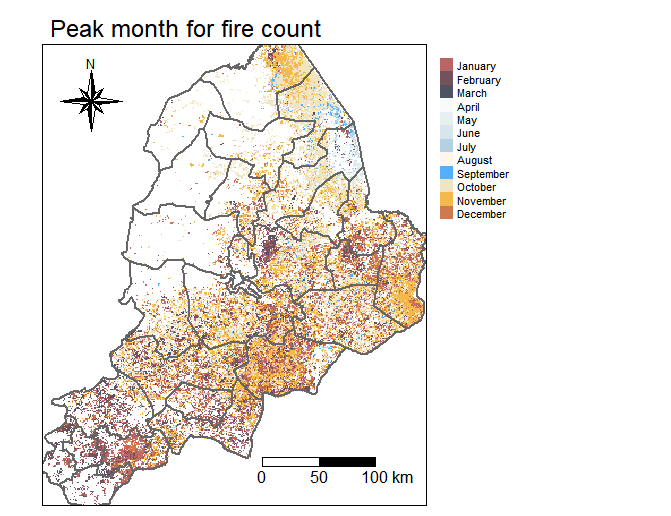 Peak month for fire count
N
January
February
March
April
May
June
July
August
September
October
November
December
0 50 100 km